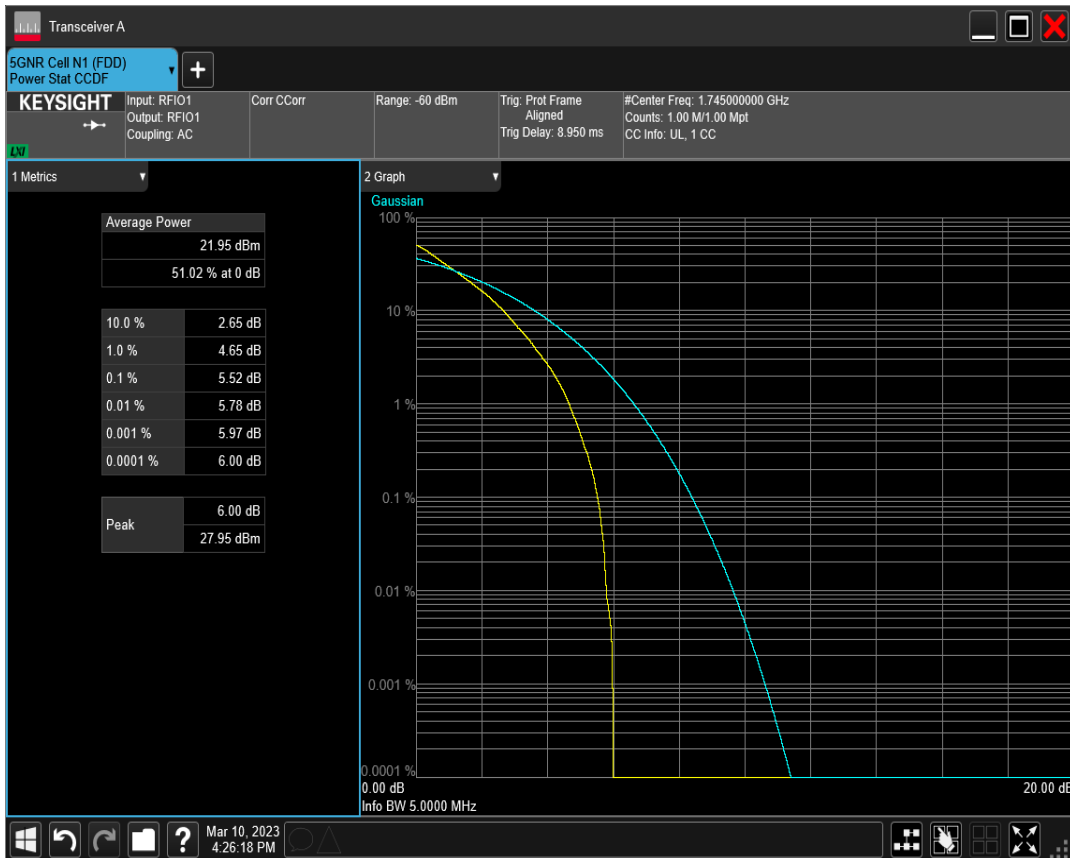 Transceiver A
5GNR Cell N1 (FDD)
Power Stat CCDF
+
KEYSIGHT
LXI
Input: RFIO1
Output: RFIO1
Coupling: AC
Corr CCorr
Range: -60 dBm
Trig: Prot Frame
Aligned
Trig Delay: 8.950 ms
#Center Freq: 1.745000000 GHz
Counts: 1.00 M/1.00 Mpt
CC Info: UL, 1 CC
1 Metrics
Average Power
21.95 dBm
51.02 % at 0 dB
10.0 % 2.65 dB
1.0 % 4.65 dB
0.1 % 5.52 dB
0.01 % 5.78 dB
0.001 % 5.97 dB
0.0001 % 6.00 dB
Peak 6.00 dB
27.95 dBm
2 Graph
Gaussian
100 %
10 %
1 %
0.1 %
0.01 %
0.001 %
0.0001 %
0.00 dB 20.00 dB
Info BW 5.0000 MHz
?
Mar 10, 2023
4:26:18 PM